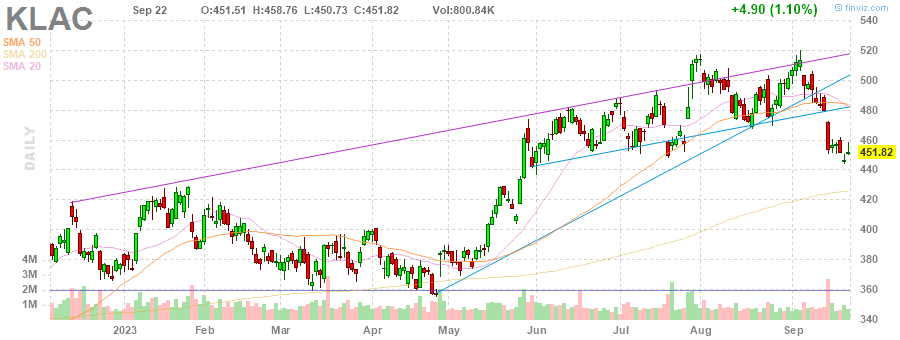 KLAC Sep 22 O:451.51 H:458.76 L:450.73 C:451.82 Vol:800.84K +4.90 (1.10%) © finviz.com
SMA 50
SMA 200
SMA 20
DAILY
540
520
500
480
460
451.82
440
420
400
380
360
340
4M
3M
2M
1M
2023 Feb Mar Apr May Jun Jul Aug Sep